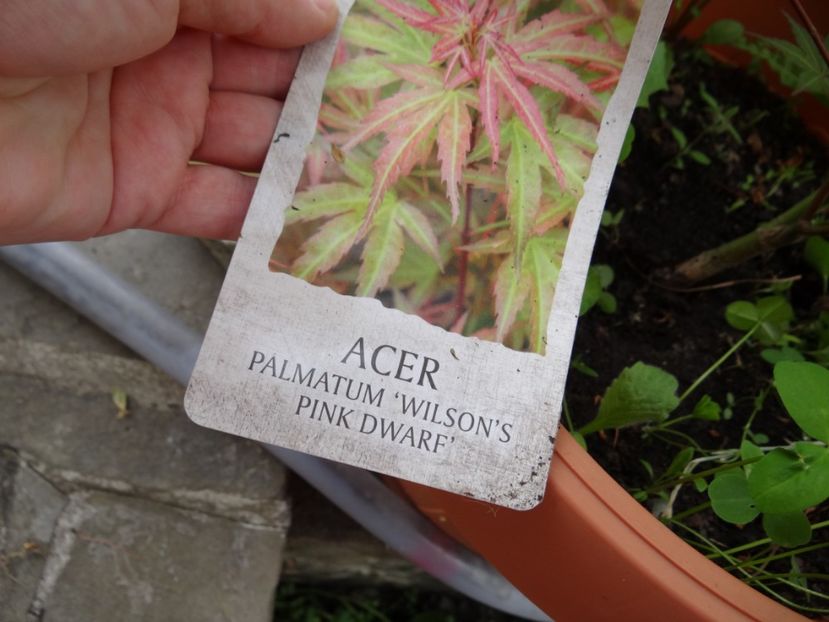 ACER
PALMATUM ‘WILSON’S
PINK DWARF’